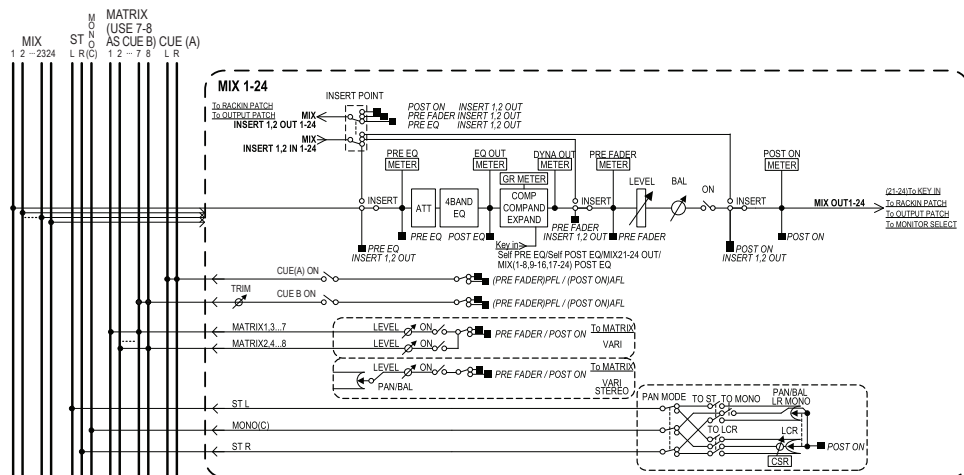 MIX
1 2 ··· 2324
ST
L R
MONO
(C)
MATRIX
(USE 7-8
AS CUE B)
1 2 ··· 7 8
CUE (A)
L R
MIX 1-24
INSERT POINT
To RACKIN PATCH
To OUTPUT PATCH
MIX
INSERT 1,2 OUT 1-24
MIX
INSERT 1,2 IN 1-24
POST ON INSERT 1,2 OUT
PRE FADER INSERT 1,2 OUT
PRE EQ INSERT 1,2 OUT
PRE EQ
METER
EQ OUT
METER
DYNA OUT
METER
PRE FADER
METER
POST ON
METER
GR METER
INSERT
ATT
4BAND
EQ
COMP
COMPAND
EXPAND
INSERT
LEVEL
BAL
ON
INSERT
MIX OUT1-24
(21-24)To KEY IN
To RACKIN PATCH
To OUTPUT PATCH
To MONITOR SELECT
PRE EQ
INSERT 1,2 OUT
PRE EQ
POST EQ
Key in
Self PRE EQ/Self POST EQ/MIX21-24 OUT/
MIX(1-8,9-16,17-24) POST EQ
PRE FADER
INSERT 1,2 OUT
PRE FADER
POST ON
INSERT 1,2 OUT
POST ON
CUE(A) ON
(PRE FADER)PFL / (POST ON)AFL
TRIM
CUE B ON
(PRE FADER)PFL / (POST ON)AFL
MATRIX1,3...7
LEVEL
ON
PRE FADER / POST ON
To MATRIX
VARI
MATRIX2,4...8
LEVEL
ON
LEVEL
ON
PAN/BAL
PRE FADER / POST ON
To MATRIX
VARI
STEREO
ST L
MONO(C)
ST R
PAN MODE
TO ST
TO MONO
PAN/BAL
LR MONO
TO LCR
LCR
CSR
POST ON